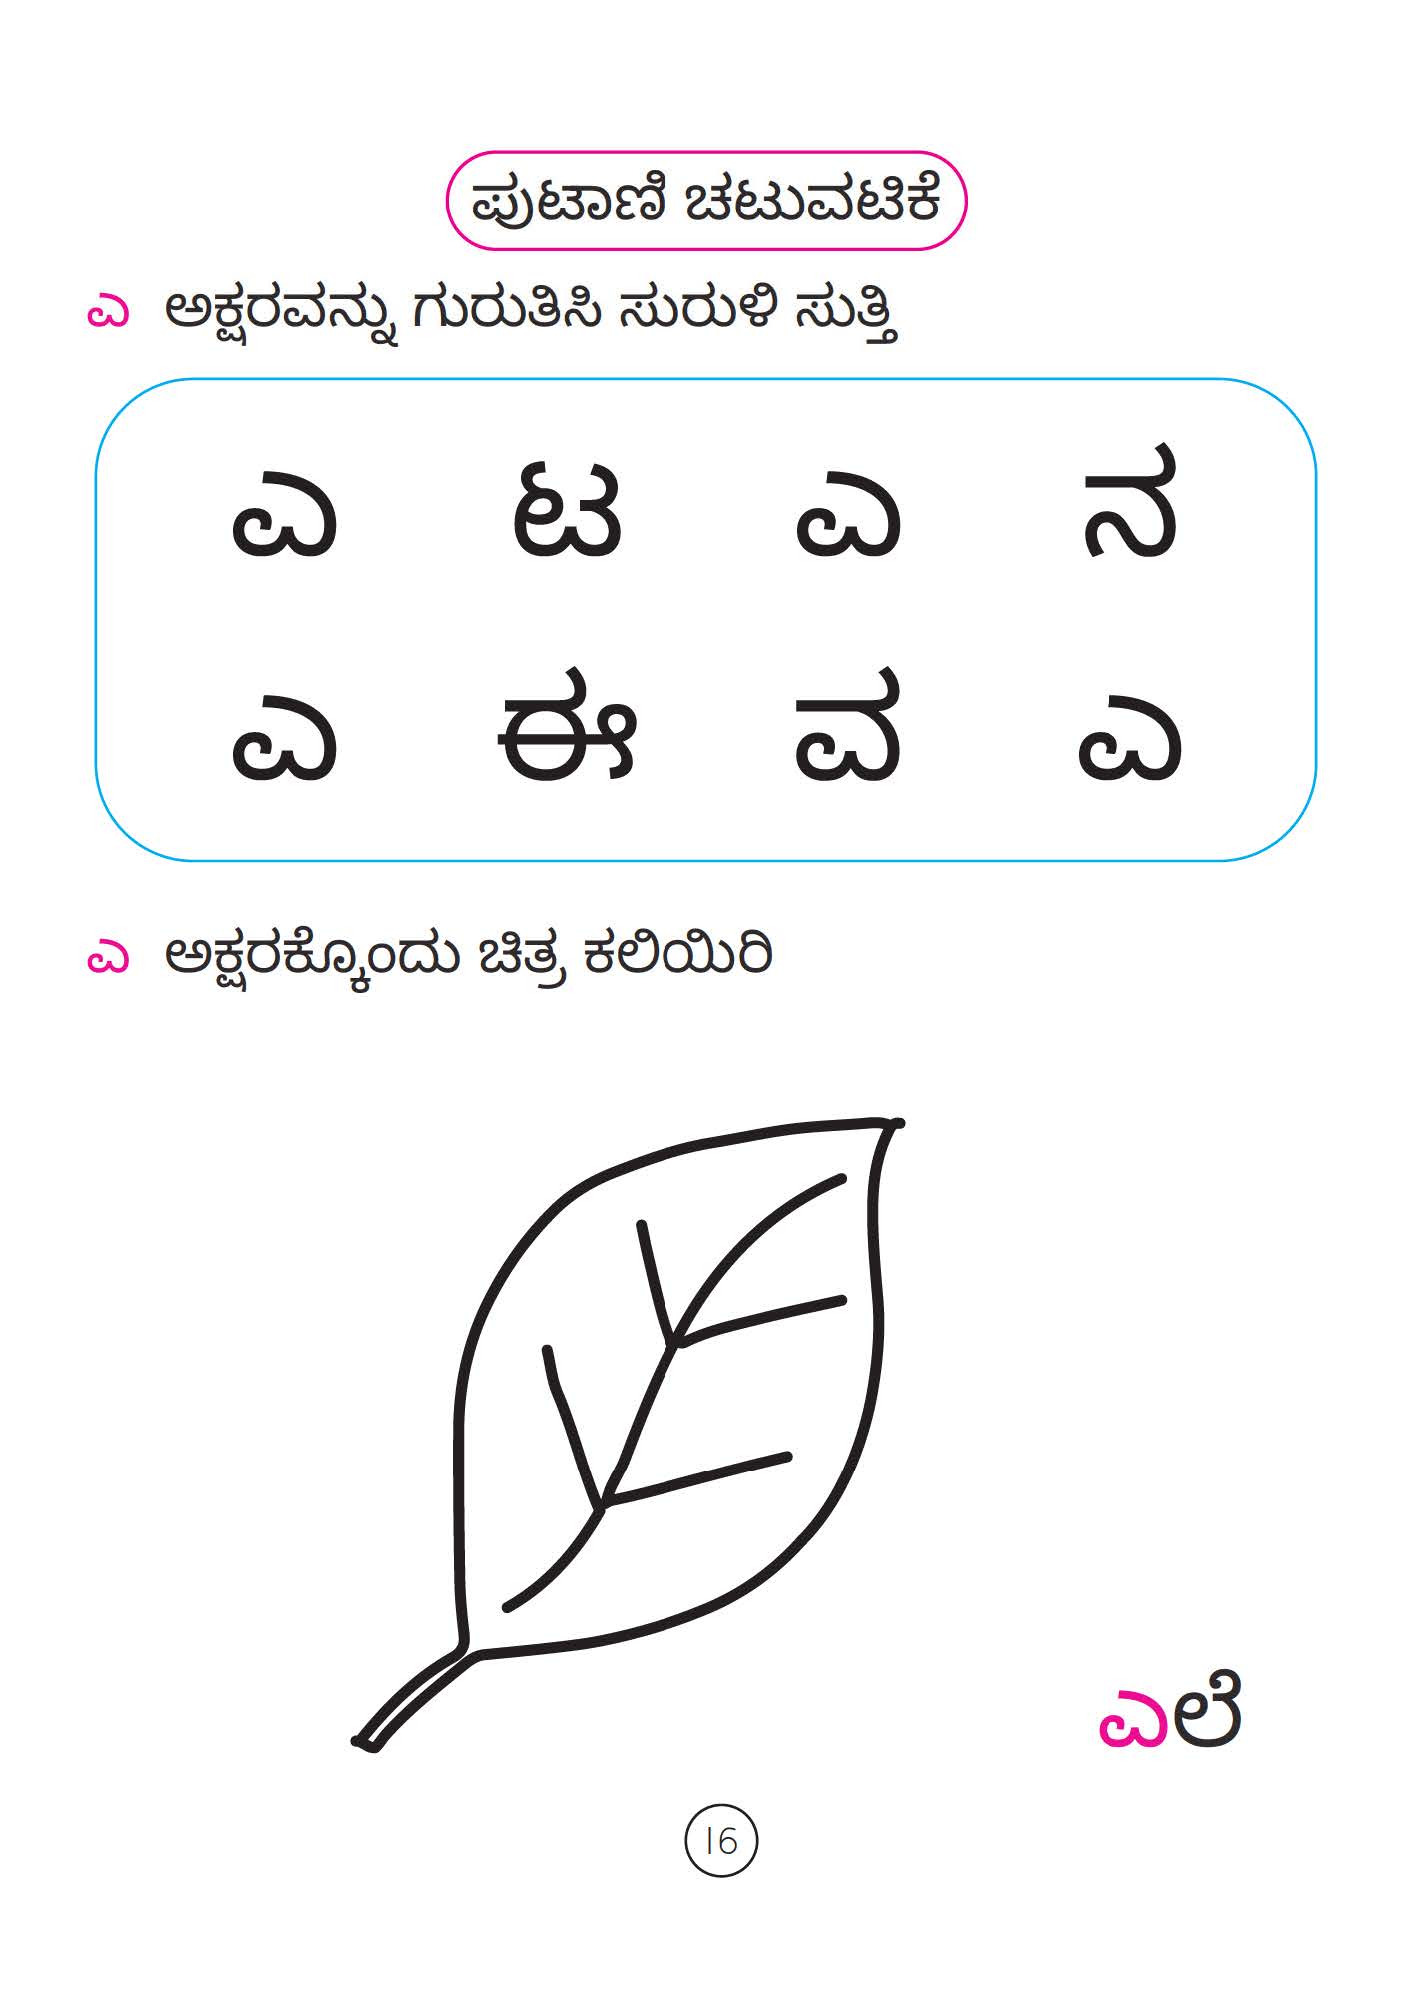 ಪುಟಾಣಿ ಚಟುವಟಿಕೆ
ಎ ಅಕ್ಷರವನ್ನು ಗುರುತಿಸಿ ಸುರುಳಿ ಸುತ್ತಿ
ಎ ಟ ಎ ನ
ಎ ಈ ವ ಎ
ಎ ಅಕ್ಷರಕ್ಕೊಂದು ಚಿತ್ರ ಕಲಿಯಿರಿ
ಎಲೆ
16